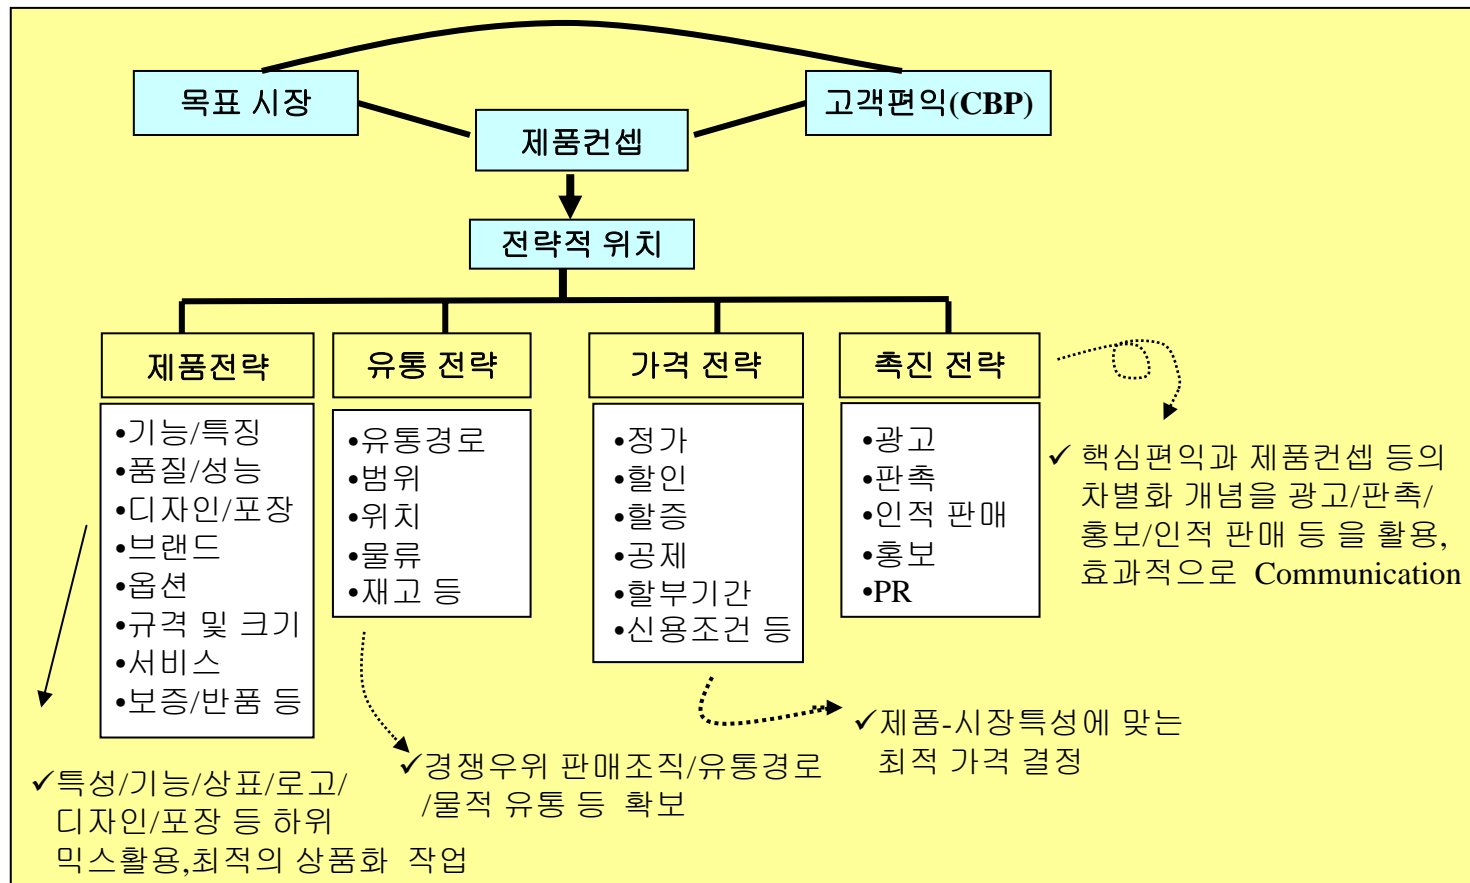 목표 시장
고객편익(CBP)
제품컨셉
전략적 위치
제품전략
•기능/특징
•품질/성능
•디자인/포장
•브랜드
•옵션
•규격 및 크기
•서비스
•보증/반품 등
유통 전략
•유통경로
•범위
•위치
•물류
•재고 등
가격 전략
•정가
•할인
•할증
•공제
•할부기간
•신용조건 등
촉진 전략
•광고
•판촉
•인적 판매
•홍보
•PR
✓ 핵심편익과 제품컨셉 등의
차별화 개념을 광고/판촉/
홍보/인적 판매 등 을 활용,
효과적으로 Communication
✓제품-시장특성에 맞는
최적 가격 결정
✓경쟁우위 판매조직/유통경로
/물적 유통 등 확보
✓특성/기능/상표/로고/
디자인/포장 등 하위
믹스활용,최적의 상품화 작업